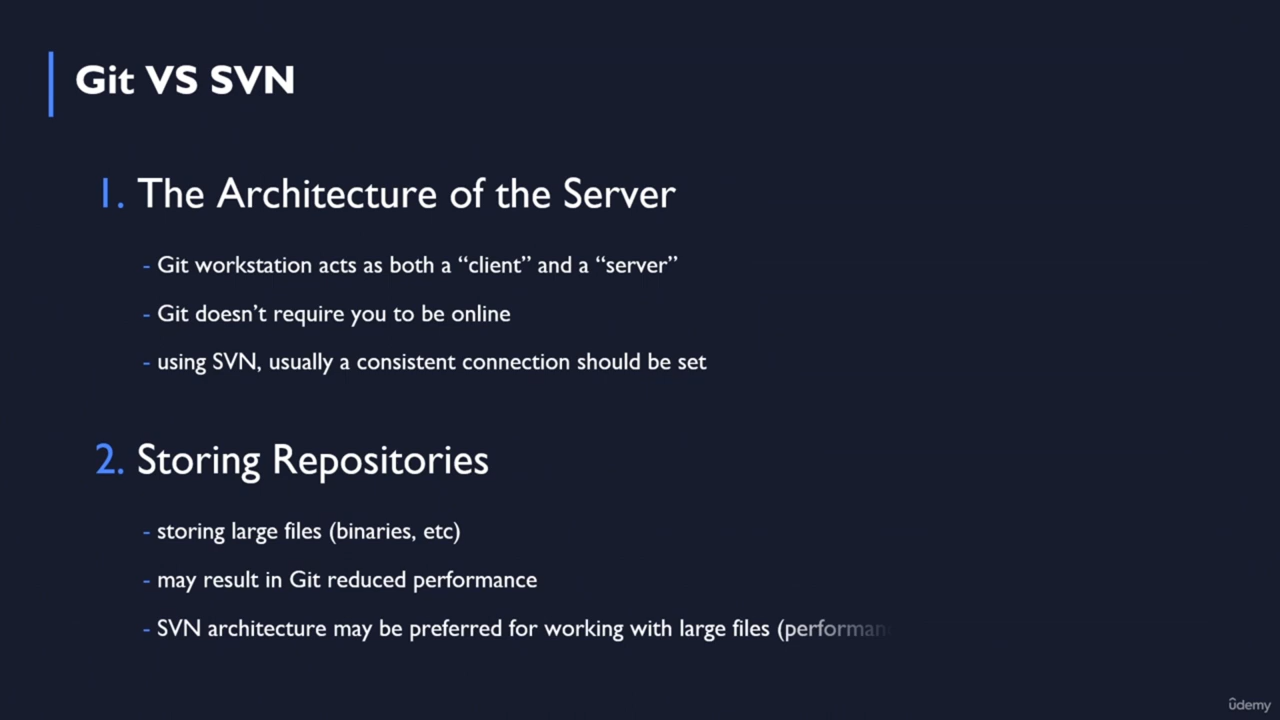 Git VS SVN
1. The Architecture of the Server
- Git workstation acts as both a “client” and a “server”
- Git doesn’t require you to be online
- using SVN, usually a consistent connection should be set
2. Storing Repositories
- storing large files (binaries, etc)
- may result in Git reduced performance
- SVN architecture may be preferred for working with large files (performan
ûdemy